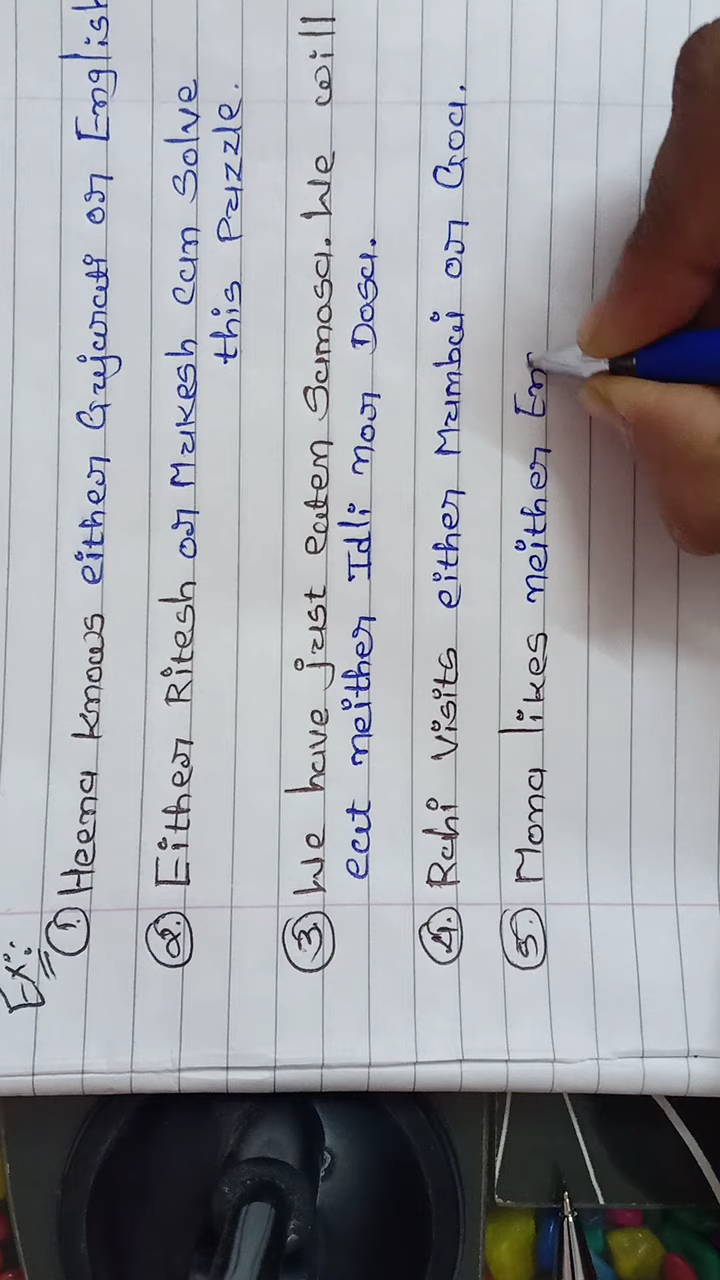 Ex:
1. Heena knows either Gujarati or English
2. Either Ritesh or Mukesh can solve
this Puzzle.
3. We have just eaten Samosa. We will
eat neither Idli nor Dosa.
4. Rahi Visits either Mumbai or Goa.
5. Mona likes neither En